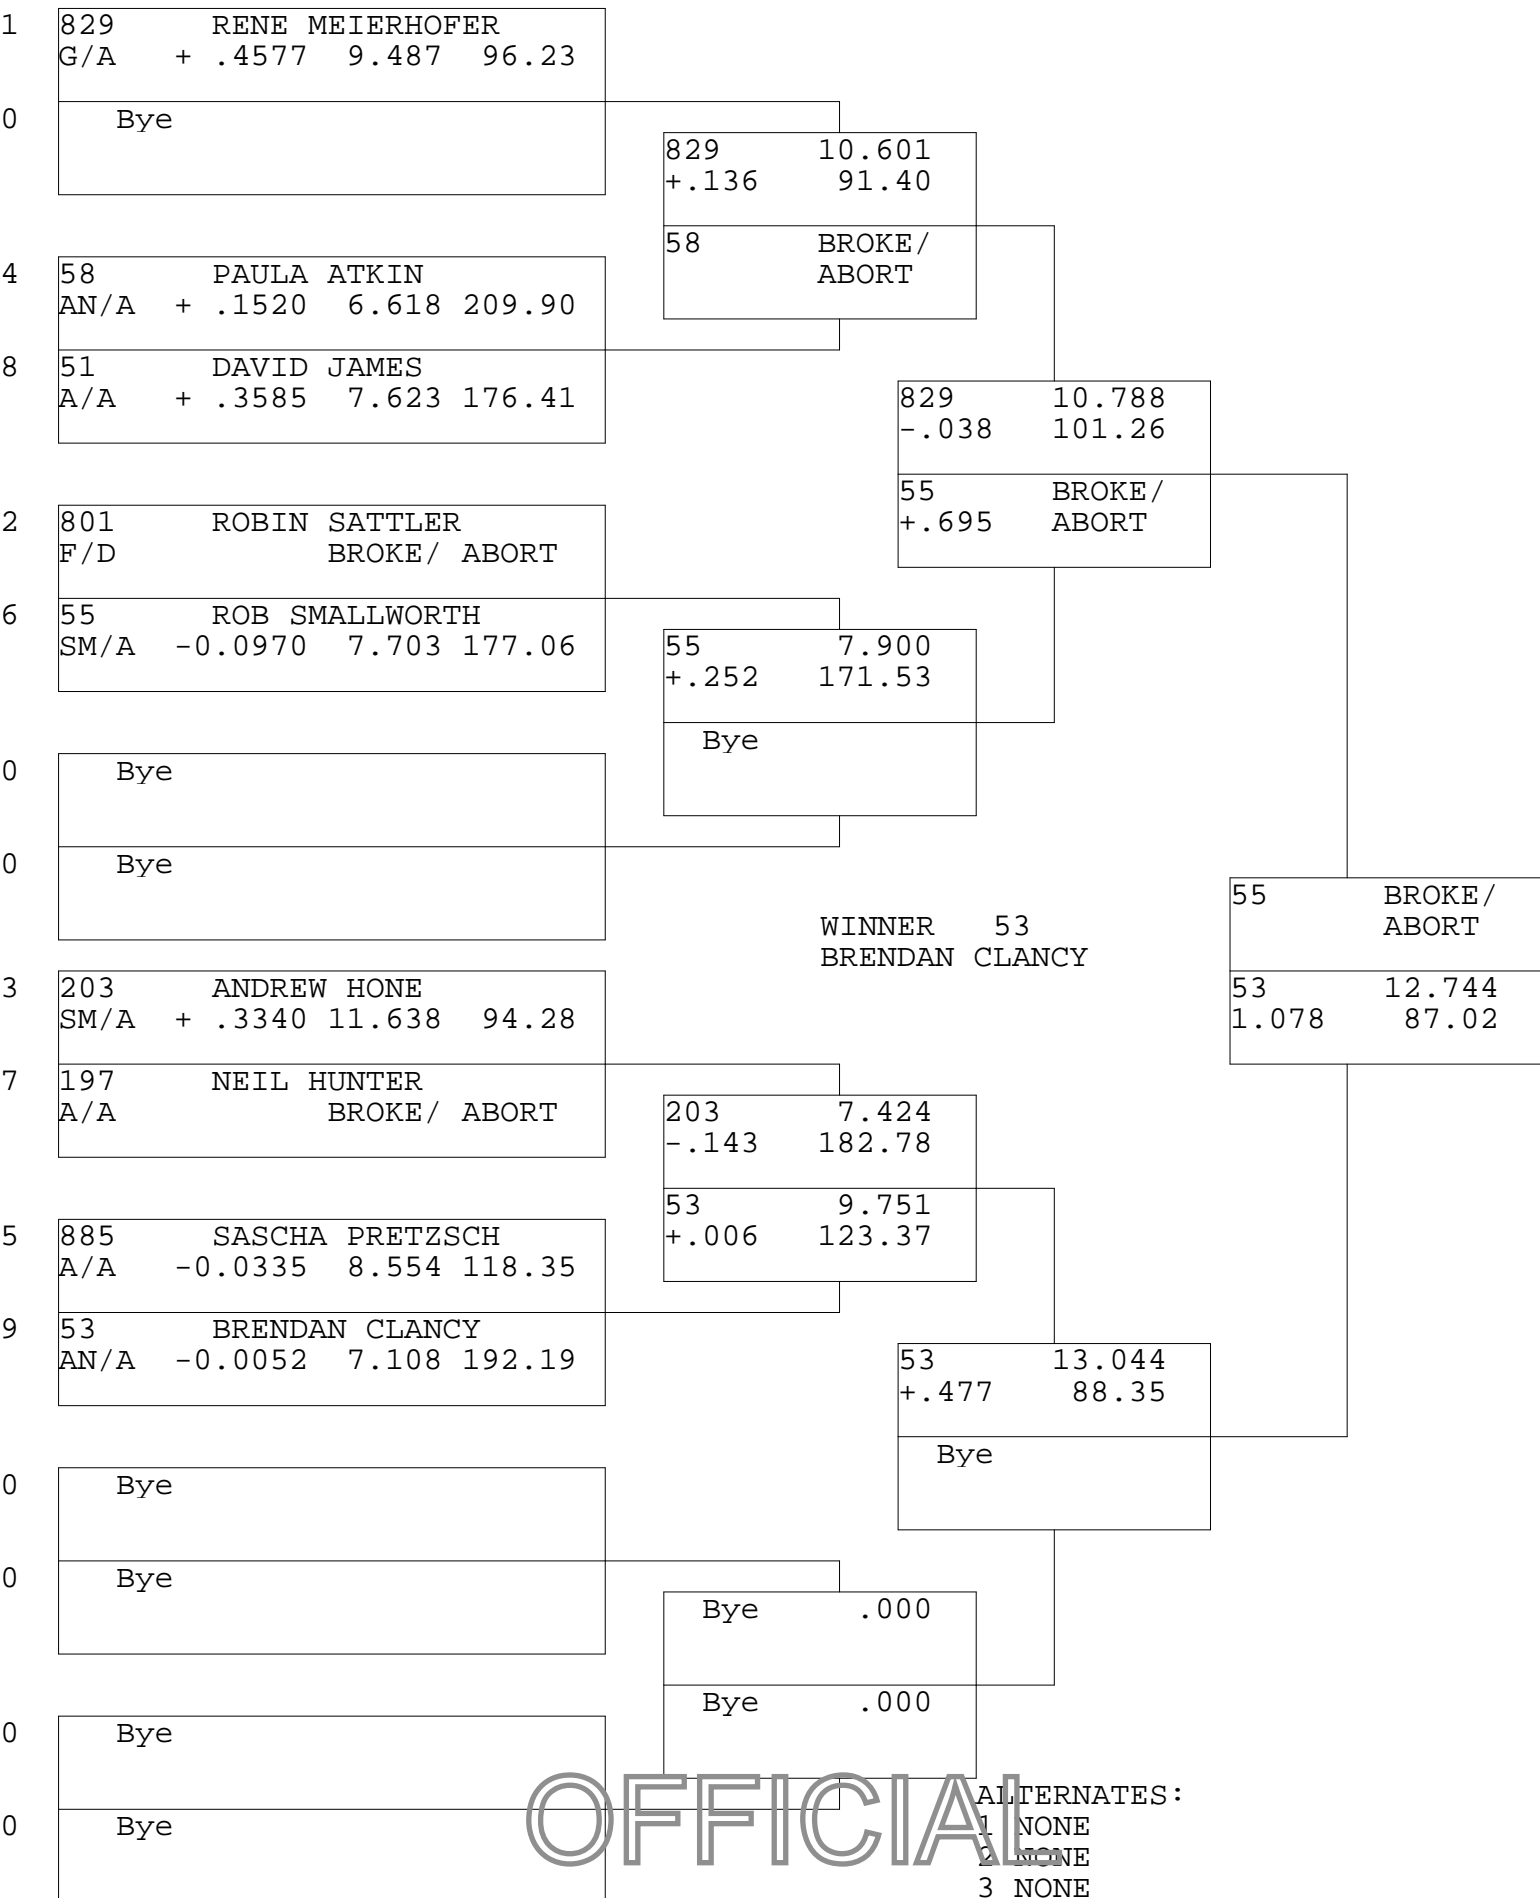 1 829 RENE MEIERHOFER
G/A + .4577 9.487 96.23
0 Bye
829 10.601
+.136 91.40
58 BROKE/
ABORT
4 58 PAULA ATKIN
AN/A + .1520 6.618 209.90
8 51 DAVID JAMES
A/A + .3585 7.623 176.41
829 10.788
-.038 101.26
55 BROKE/
+.695 ABORT
2 801 ROBIN SATTLER
F/D BROKE/ ABORT
6 55 ROB SMALLWORTH
SM/A -0.0970 7.703 177.06
55 7.900
+.252 171.53
Bye
0 Bye
0 Bye
55 BROKE/
ABORT
53 12.744
1.078 87.02
WINNER 53
BRENDAN CLANCY
3 203 ANDREW HONE
SM/A + .3340 11.638 94.28
7 197 NEIL HUNTER
A/A BROKE/ ABORT
203 7.424
-.143 182.78
53 9.751
+.006 123.37
5 885 SASCHA PRETZSCH
A/A -0.0335 8.554 118.35
9 53 BRENDAN CLANCY
AN/A -0.0052 7.108 192.19
53 13.044
+.477 88.35
Bye
0 Bye
0 Bye
Bye .000
Bye .000
0 Bye
0 Bye
OFFICIAL
ALTERNATES:
1 NONE
2 NONE
3 NONE